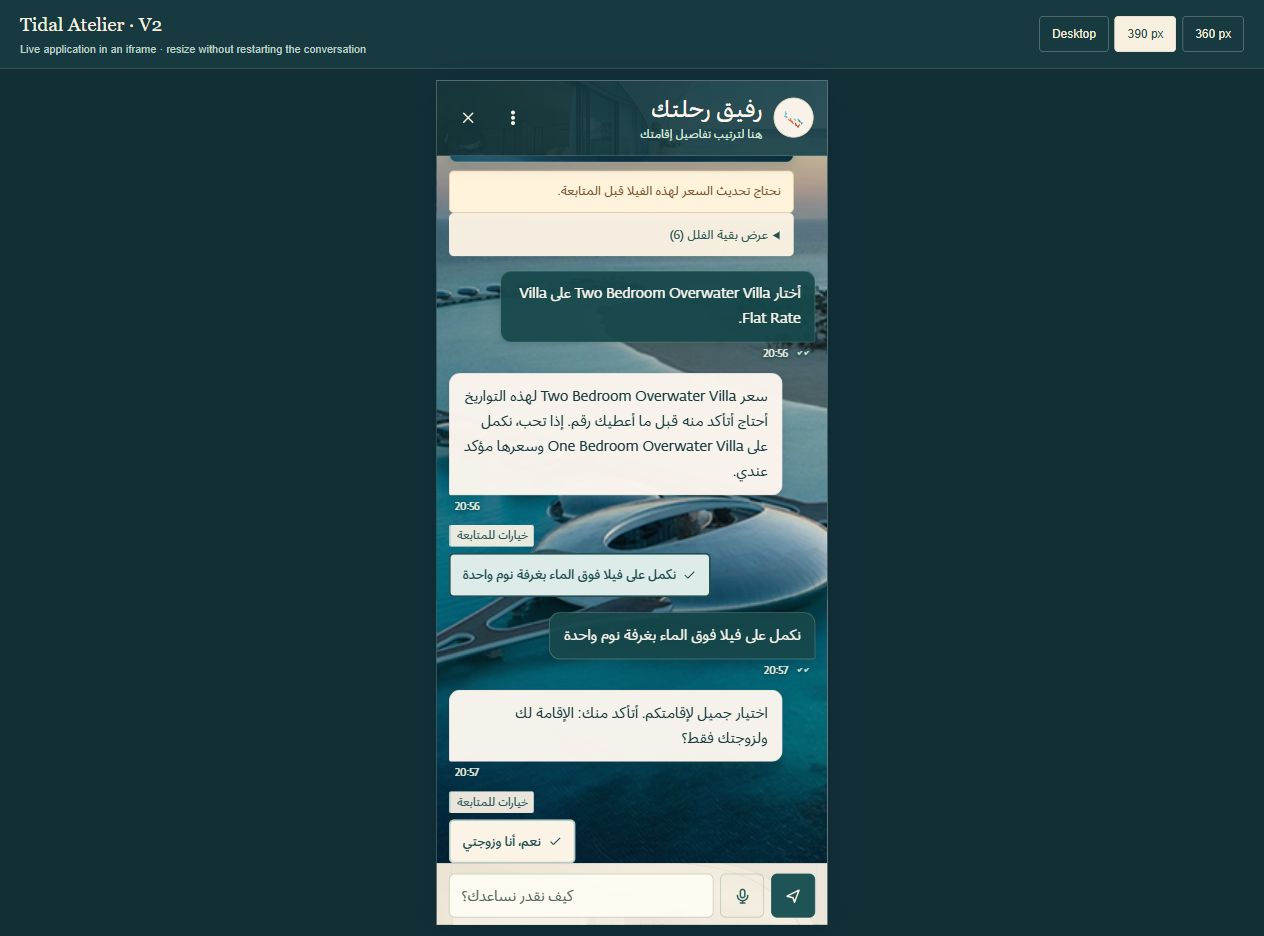 Tidal Atelier · V2
Live application in an iframe · resize without restarting the conversation
Desktop
390 px
360 px
رفيق رحلتك
هنا لترتيب تفاصيل إقامتك
نحتاج تحديث السعر لهذه الفيلا قبل المتابعة.
عرض بقية الفلل (6)
أختار Two Bedroom Overwater Villa على Villa
Flat Rate.
20:56
سعر Two Bedroom Overwater Villa لهذه التواريخ
أحتاج أتأكد منه قبل ما أعطيك رقم. إذا تحب، نكمل
على One Bedroom Overwater Villa وسعرها مؤكد
عندي.
20:56
خيارات للمتابعة
نكمل على فيلا فوق الماء بغرفة نوم واحدة
نكمل على فيلا فوق الماء بغرفة نوم واحدة
20:57
اختيار جميل لإقامتكم. أتأكد منك: الإقامة لك
ولزوجتك فقط؟
20:57
خيارات للمتابعة
نعم، أنا وزوجتي
كيف نقدر نساعدك؟